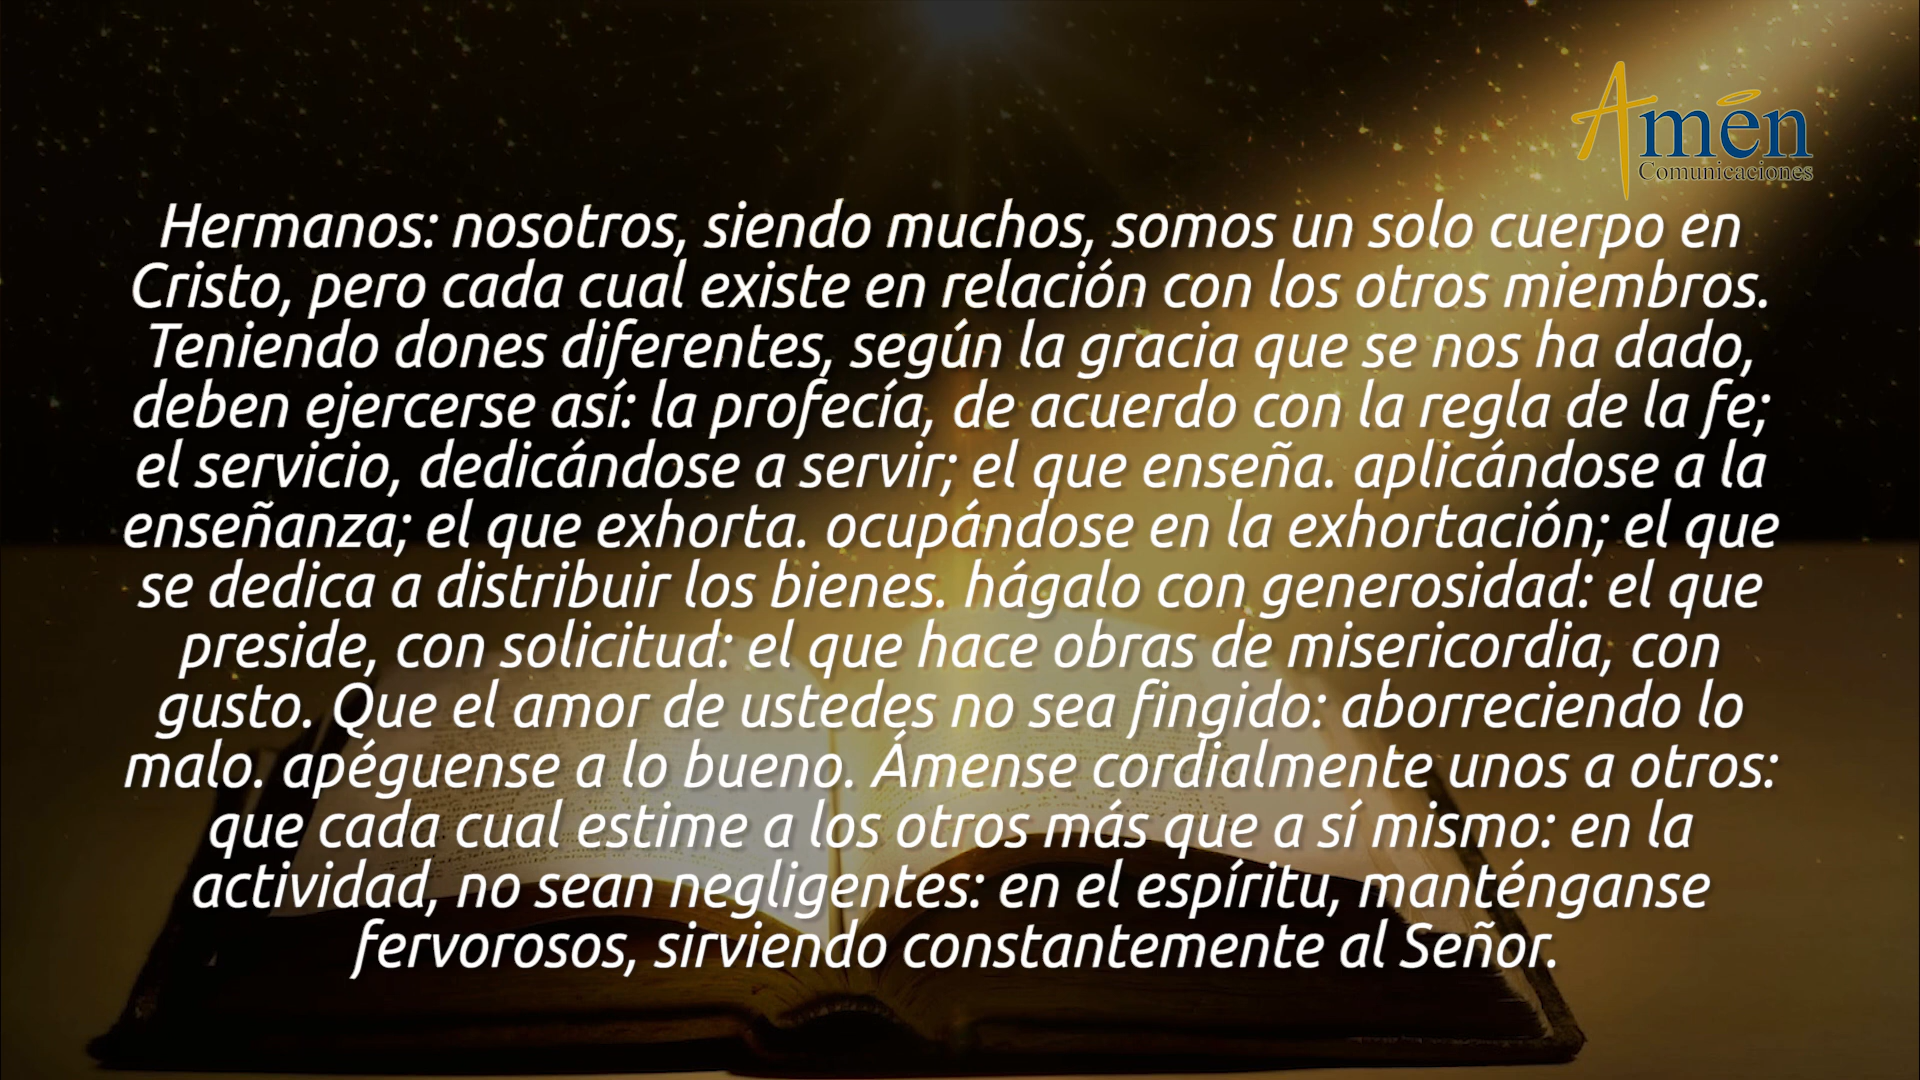 Amén
Comunicaciones
Hermanos: nosotros, siendo muchos, somos un solo cuerpo en
Cristo, pero cada cual existe en relación con los otros miembros.
Teniendo dones diferentes, según la gracia que se nos ha dado,
deben ejercerse así: la profecía, de acuerdo con la regla de la fe;
el servicio, dedicándose a servir; el que enseña. aplicándose a la
enseñanza; el que exhorta. ocupándose en la exhortación; el que
se dedica a distribuir los bienes. hágalo con generosidad: el que
preside, con solicitud: el que hace obras de misericordia, con
gusto. Que el amor de ustedes no sea fingido: aborreciendo lo
malo. apéguense a lo bueno. Ámense cordialmente unos a otros:
que cada cual estime a los otros más que a sí mismo: en la
actividad, no sean negligentes: en el espíritu, manténganse
fervorosos, sirviendo constantemente al Señor.